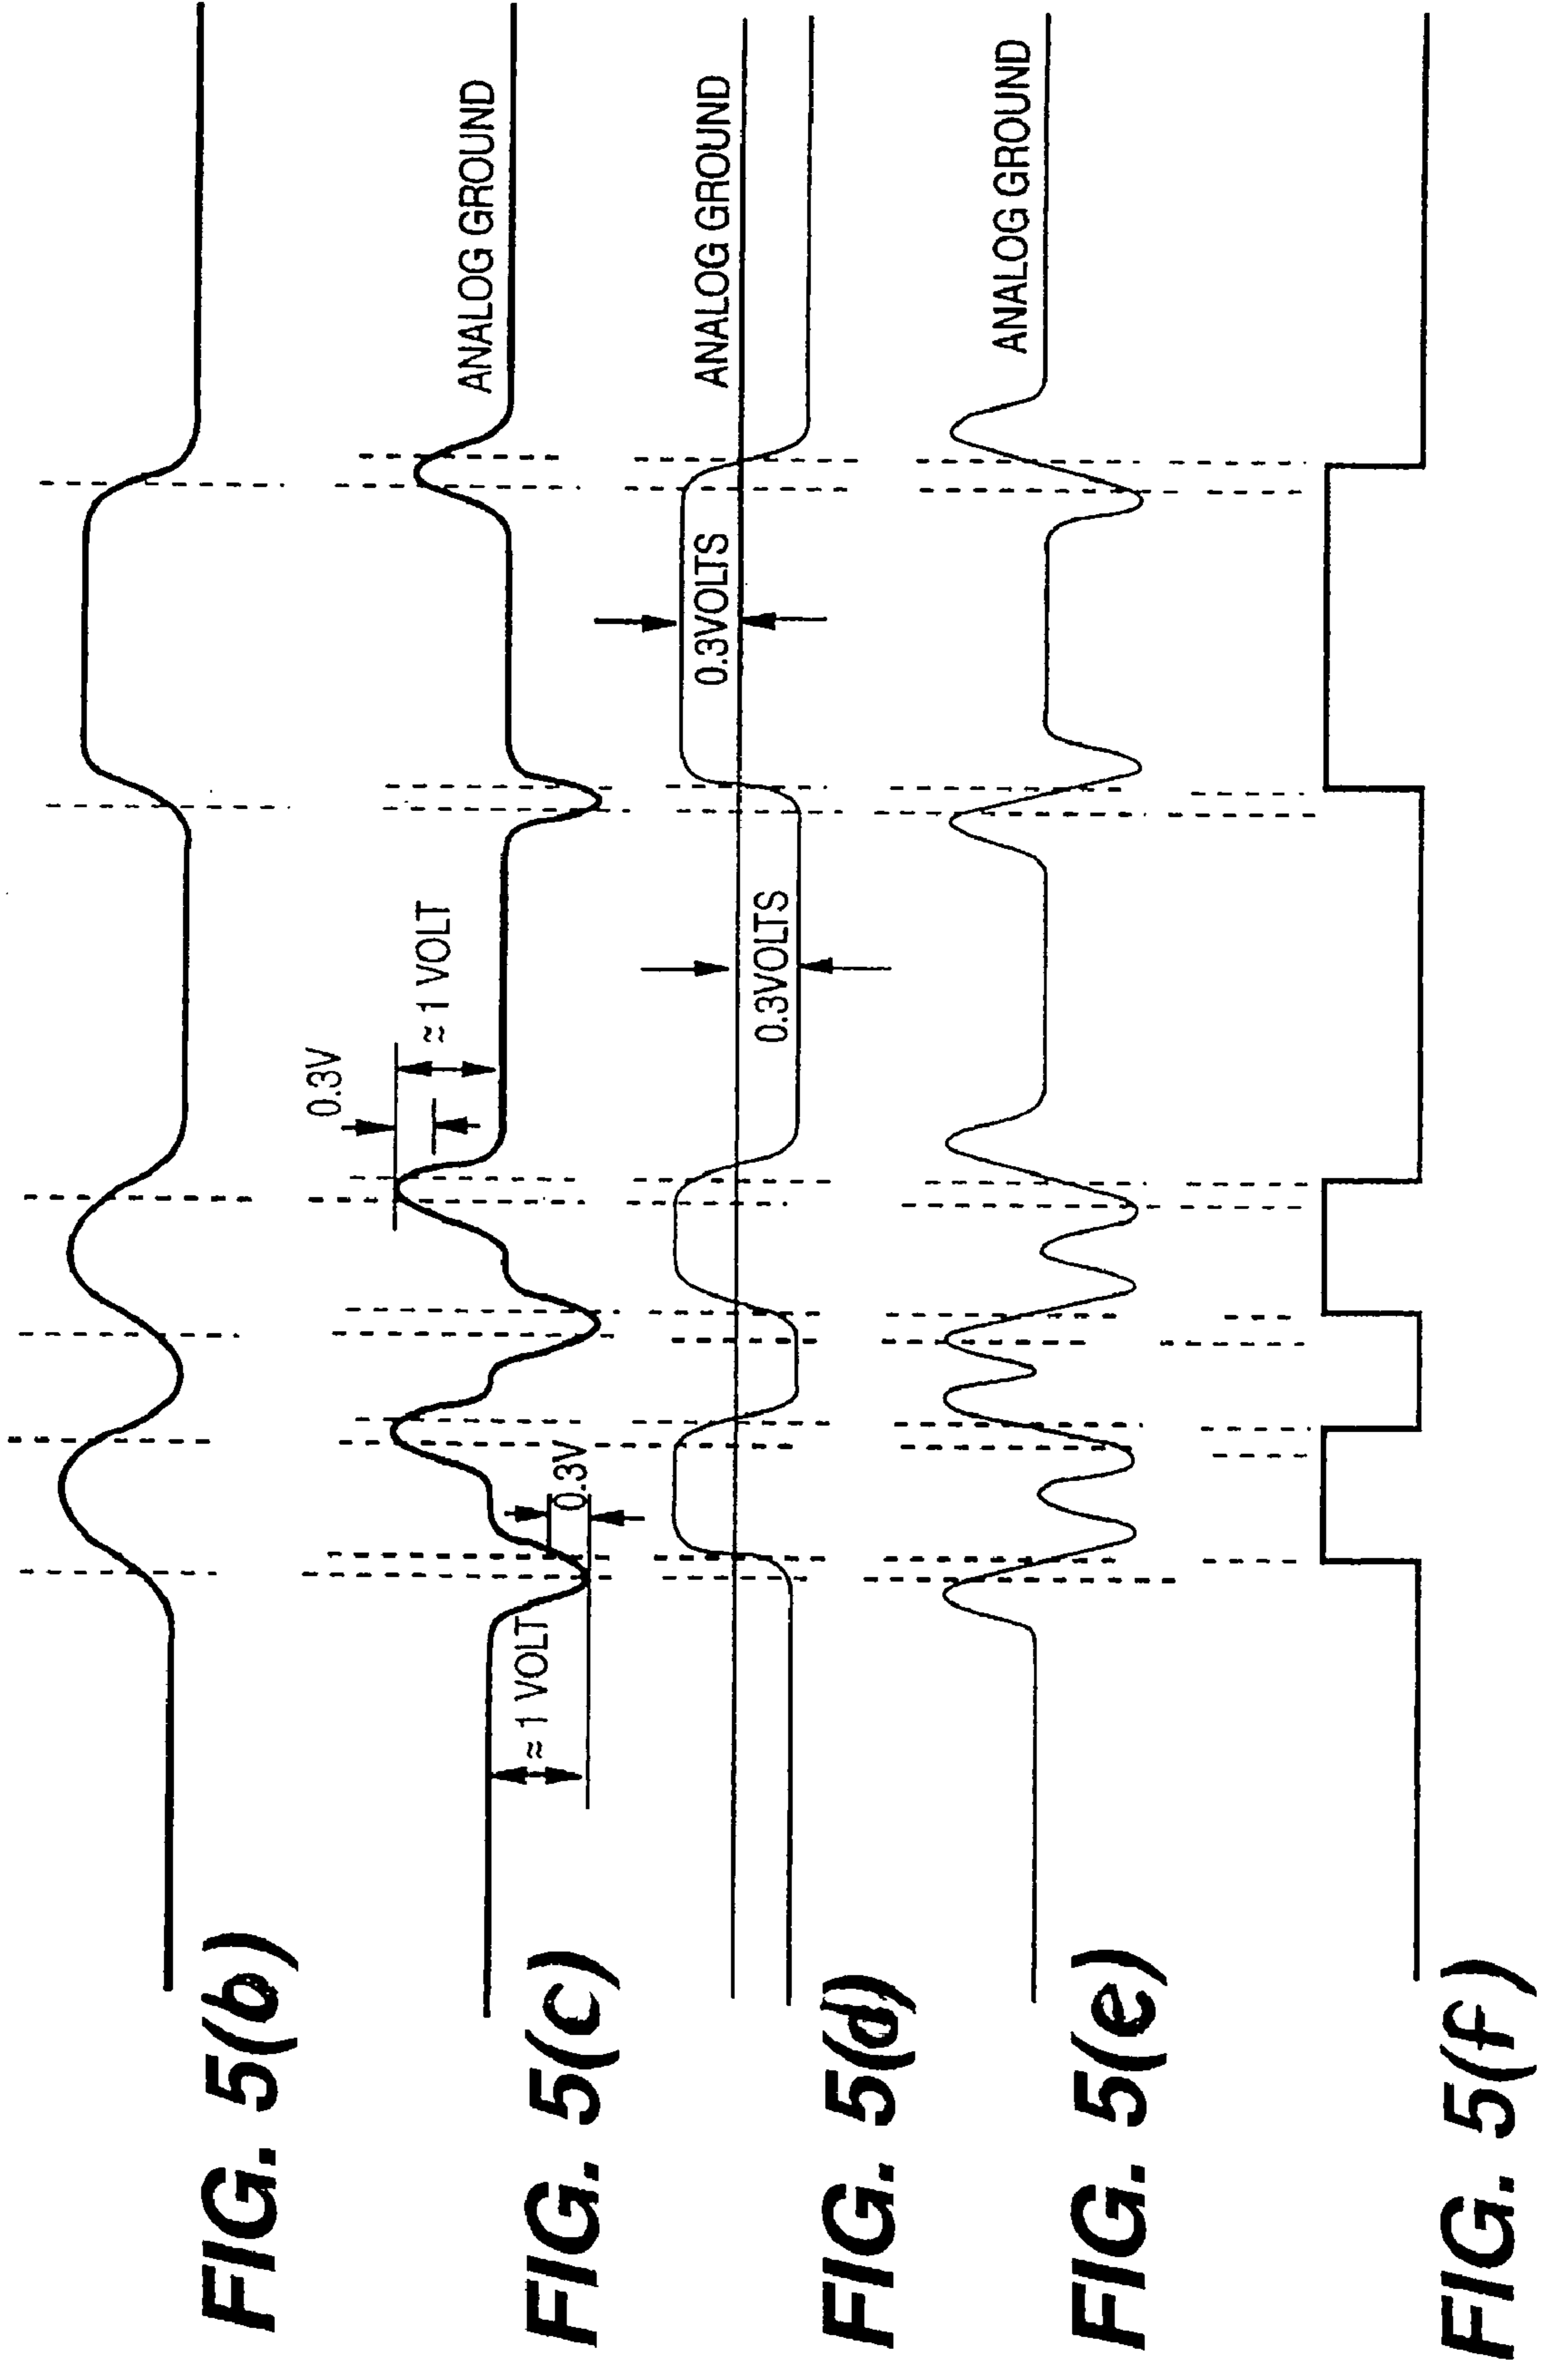 FIG. 5(b)
ANALOG GROUND
0.3V
≈ 1 VOLT
0.3V
≈ 1 VOLT
FIG. 5(c)
ANALOG GROUND
0.3VOLTS
0.3VOLTS
FIG. 5(d)
ANALOG GROUND
FIG. 5(e)
FIG. 5(f)